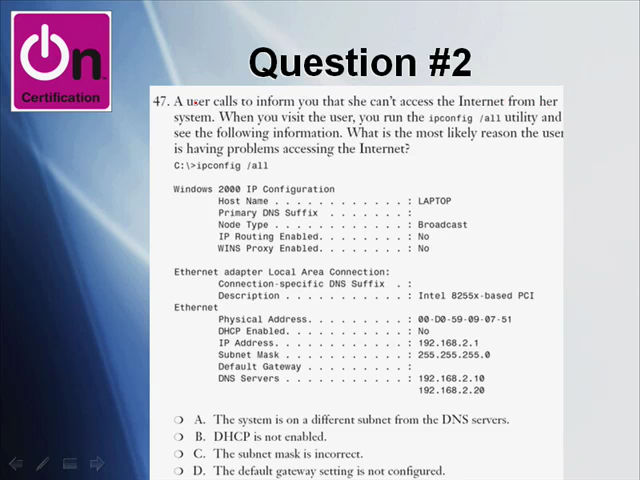 On
Certification
Question #2
47. A user calls to inform you that she can't access the Internet from her
system. When you visit the user, you run the ipconfig /all utility and
see the following information. What is the most likely reason the user
is having problems accessing the Internet?
C:\>ipconfig /all
Windows 2000 IP Configuration
Host Name . . . . . . . . . . . . : LAPTOP
Primary DNS Suffix . . . . . . . :
Node Type . . . . . . . . . . . . : Broadcast
IP Routing Enabled. . . . . . . . : No
WINS Proxy Enabled. . . . . . . . : No
Ethernet adapter Local Area Connection:
Connection-specific DNS Suffix . :
Description . . . . . . . . . . . : Intel 8255x-based PCI
Ethernet
Physical Address. . . . . . . . . : 00-D0-59-09-07-51
DHCP Enabled. . . . . . . . . . . : No
IP Address. . . . . . . . . . . . : 192.168.2.1
Subnet Mask . . . . . . . . . . . : 255.255.255.0
Default Gateway . . . . . . . . . :
DNS Servers . . . . . . . . . . . : 192.168.2.10
192.168.2.20
A. The system is on a different subnet from the DNS servers.
B. DHCP is not enabled.
C. The subnet mask is incorrect.
D. The default gateway setting is not configured.